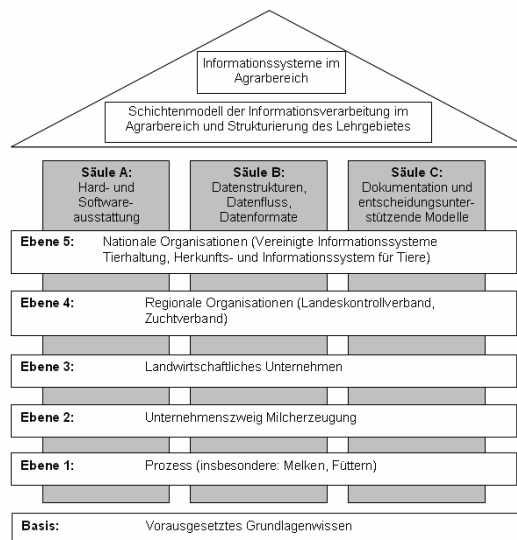 Informationssysteme im
Agrarbereich
Schichtenmodell der Informationsverarbeitung im
Agrarbereich und Strukturierung des Lehrgebietes
Säule A:
Hard- und
Software-
ausstattung
Säule B:
Datenstrukturen,
Datenfluss,
Datenformate
Säule C:
Dokumentation und
entscheidungsunter-
stützende Modelle
Ebene 5: Nationale Organisationen (Vereinigte Informationssysteme
Tierhaltung, Herkunfts- und Informationssystem für Tiere)
Ebene 4: Regionale Organisationen (Landeskontrollverband,
Zuchtverband)
Ebene 3: Landwirtschaftliches Unternehmen
Ebene 2: Unternehmenszweig Milcherzeugung
Ebene 1: Prozess (insbesondere: Melken, Füttern)
Basis: Vorausgesetztes Grundlagenwissen